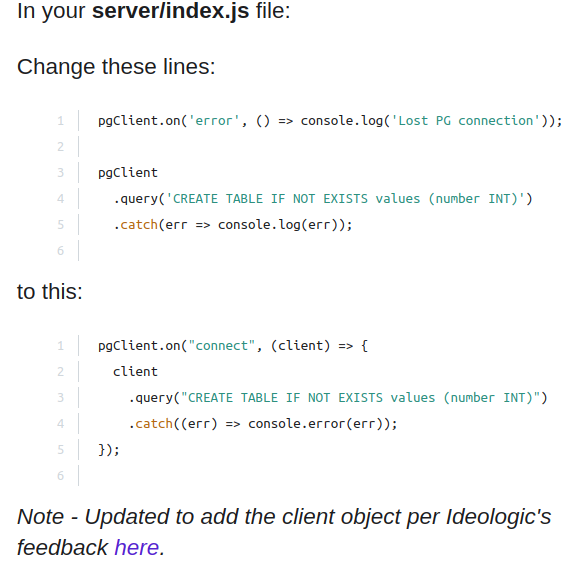 In your server/index.js file:
Change these lines:
1 pgClient.on('error', () => console.log('Lost PG connection'));
2
3 pgClient
4   .query('CREATE TABLE IF NOT EXISTS values (number INT)')
5   .catch(err => console.log(err));
6
to this:
1 pgClient.on("connect", (client) => {
2   client
3     .query("CREATE TABLE IF NOT EXISTS values (number INT)")
4     .catch((err) => console.error(err));
5 });
6
Note - Updated to add the client object per Ideologic's
feedback here.